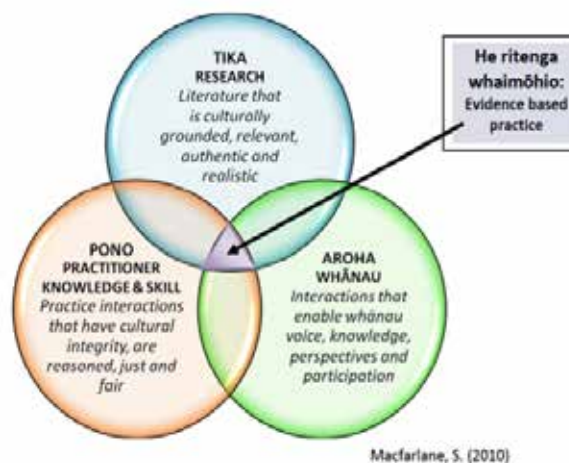 TIKA
RESEARCH
Literature that
is culturally
grounded, relevant,
authentic and
realistic
He ritenga
whaimōhio:
Evidence based
practice
PONO
PRACTITIONER
KNOWLEDGE & SKILL
Practice interactions
that have cultural
integrity, are
reasoned, just and
fair
AROHA
WHĀNAU
Interactions that
enable whānau
voice, knowledge,
perspectives and
participation
Macfarlane, S. (2010)